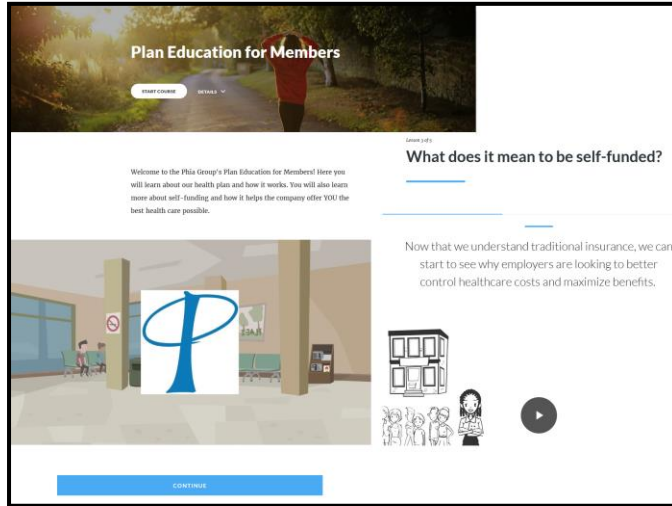 Plan Education for Members
START COURSE
DETAILS
Welcome to the Phia Group's Plan Education for Members! Here you
will learn about our health plan and how it works. You will also learn
more about self-funding and how it helps the company offer YOU the
best health care possible.
P
CONTINUE
What does it mean to be self-funded?
Now that we understand traditional insurance, we can
start to see why employers are looking to better
control healthcare costs and maximize benefits.